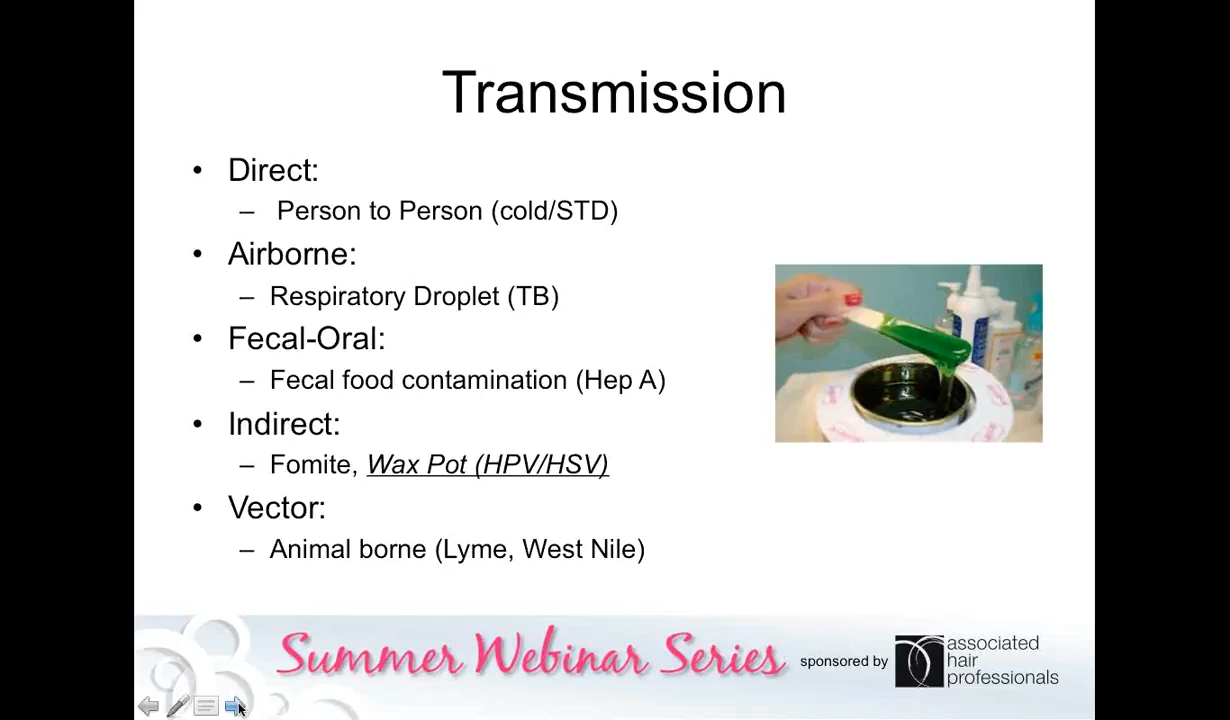 Transmission
• Direct:
– Person to Person (cold/STD)
• Airborne:
– Respiratory Droplet (TB)
• Fecal-Oral:
– Fecal food contamination (Hep A)
• Indirect:
– Fomite, Wax Pot (HPV/HSV)
• Vector:
– Animal borne (Lyme, West Nile)
Summer Webinar Series
sponsored by
associated
hair
professionals